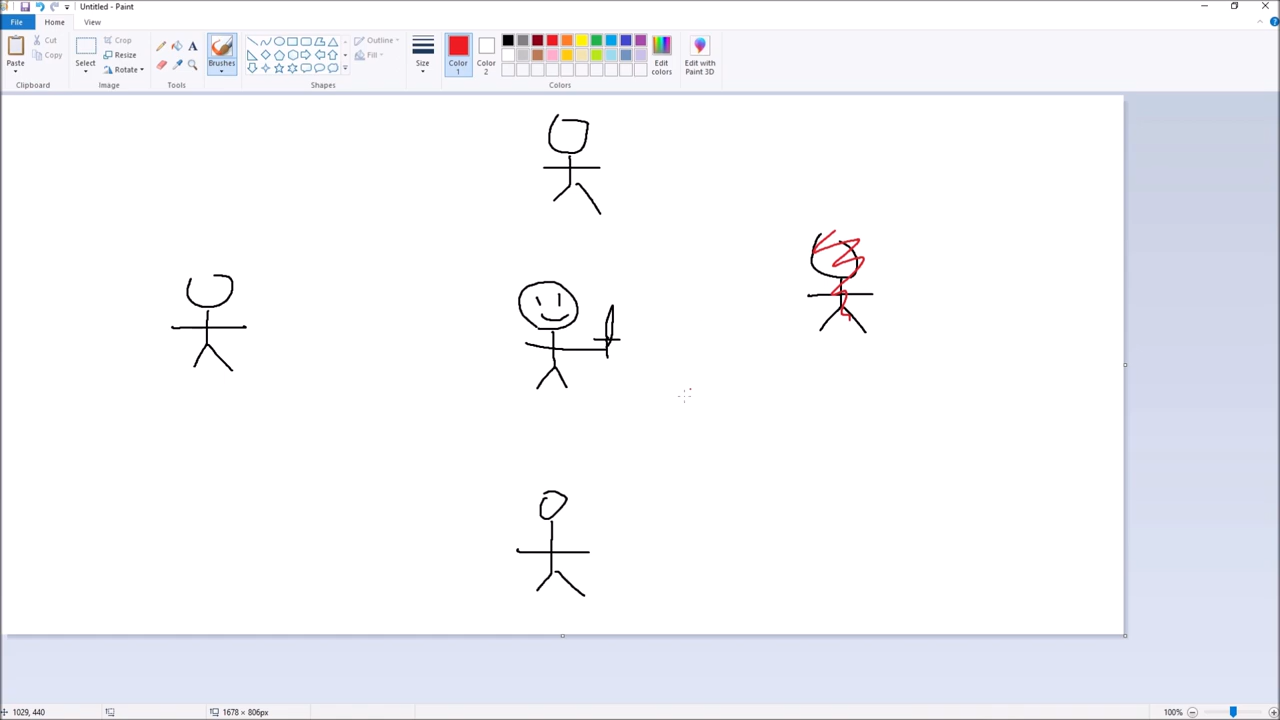 Untitled - Paint
File Home View
Paste Cut Copy Select Crop Resize Rotate Brushes Outline Fill Size Color 1 Color 2 Edit colors Edit with Paint 3D
Clipboard Image Tools Shapes Colors
1029, 440 1678 × 806px 100%